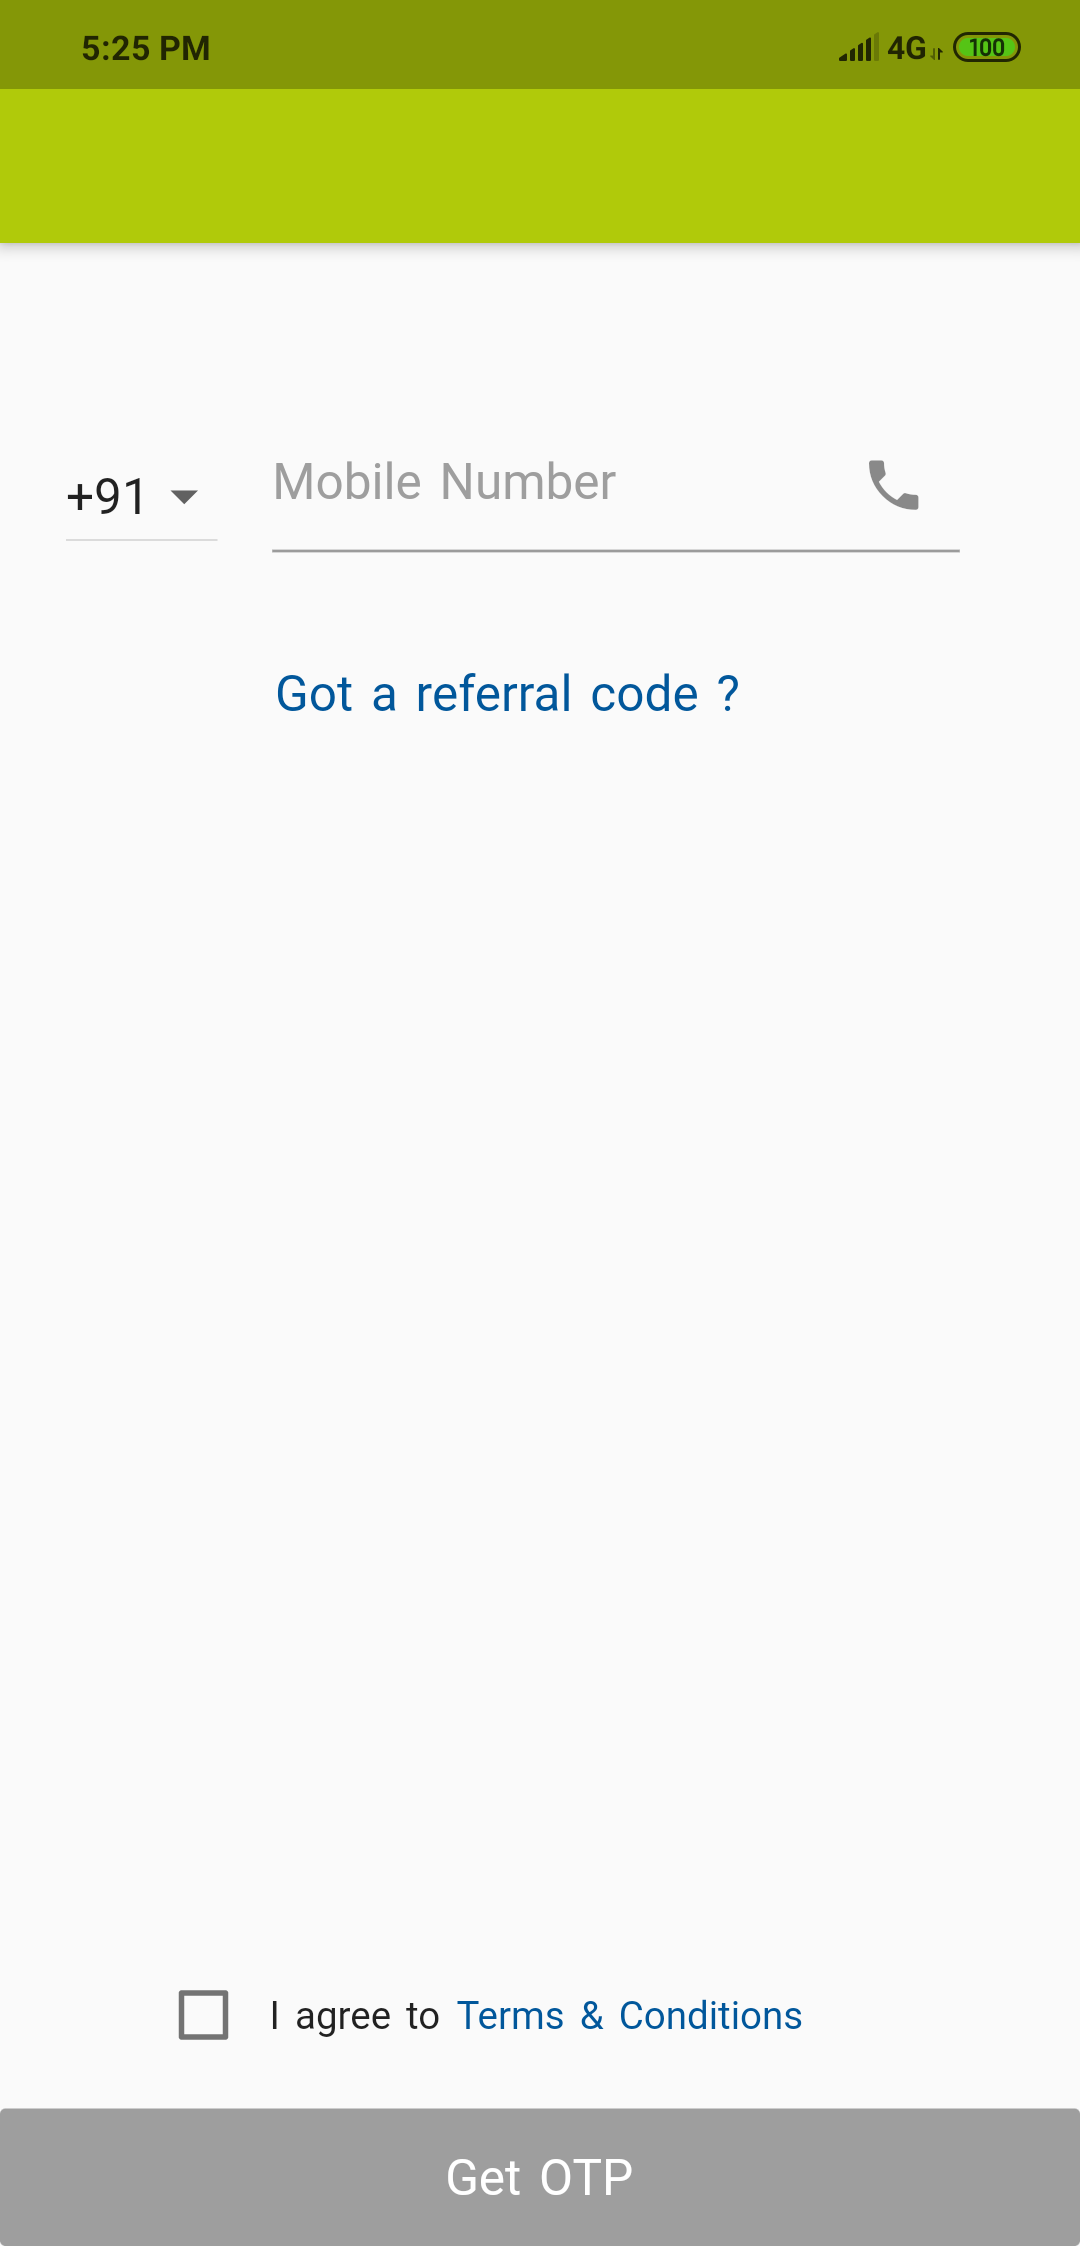 5:25 PM 4G 100
+91 Mobile Number
Got a referral code ?
I agree to Terms & Conditions
Get OTP